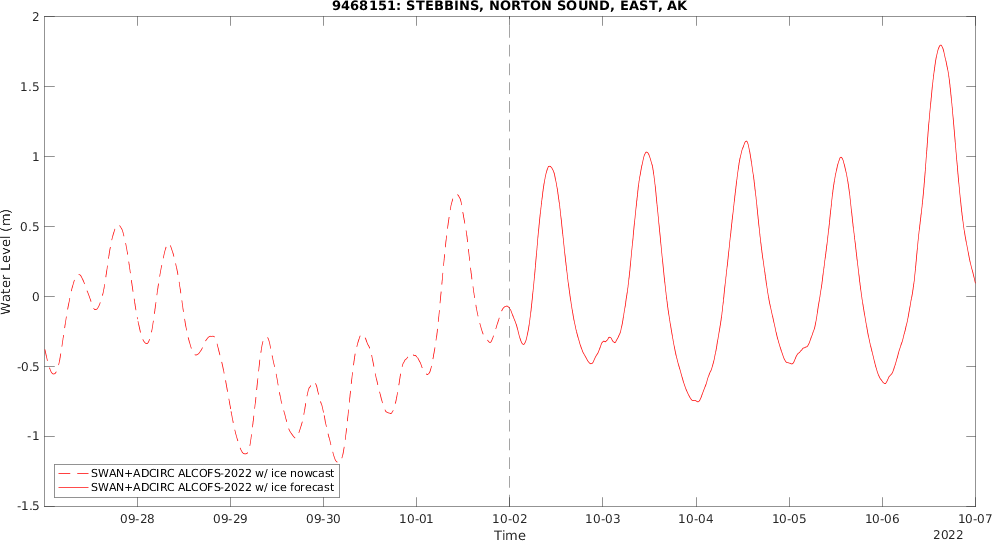 9468151: STEBBINS, NORTON SOUND, EAST, AK
2
1.5
1
0.5
0
-0.5
-1
-1.5
Water Level (m)
SWAN+ADCIRC ALCOFS-2022 w/ ice nowcast
SWAN+ADCIRC ALCOFS-2022 w/ ice forecast
09-28 09-29 09-30 10-01 10-02 10-03 10-04 10-05 10-06 10-07
Time
2022